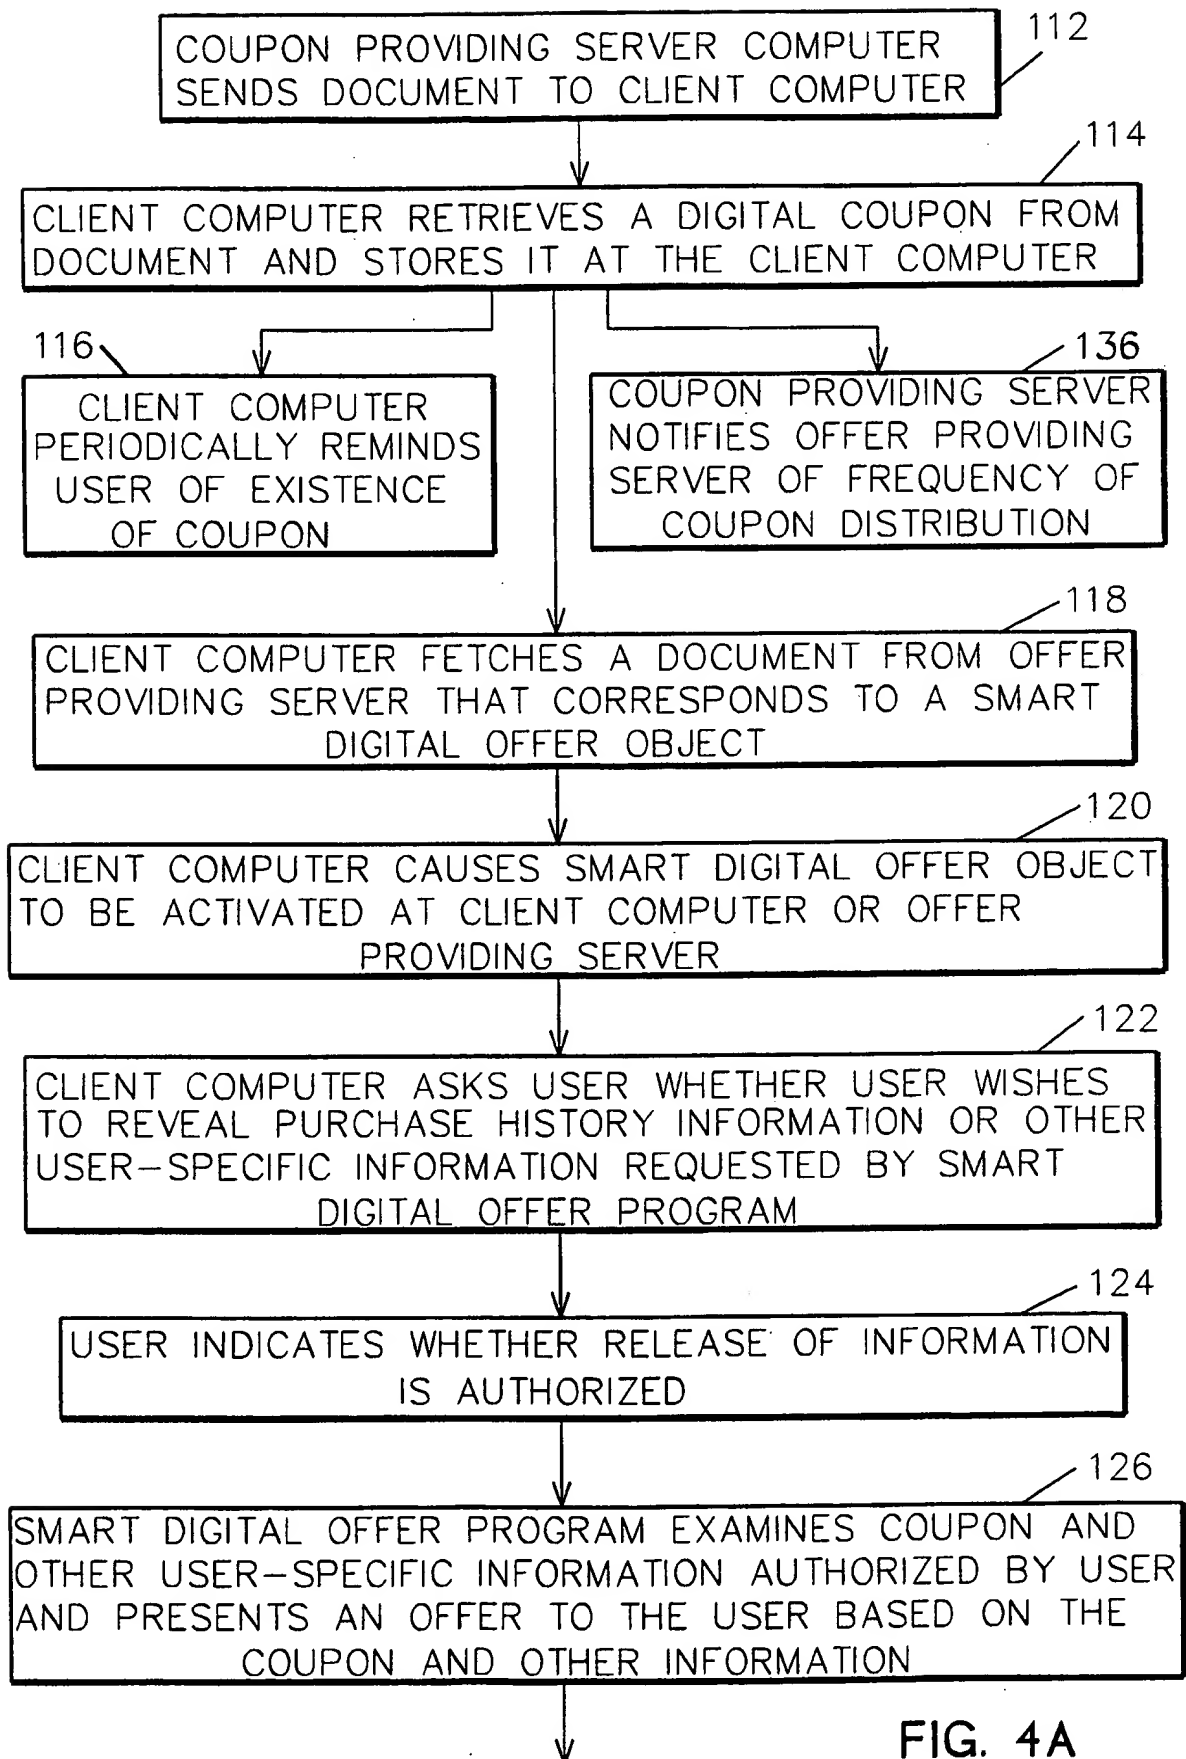 COUPON PROVIDING SERVER COMPUTER
SENDS DOCUMENT TO CLIENT COMPUTER
112
114
CLIENT COMPUTER RETRIEVES A DIGITAL COUPON FROM
DOCUMENT AND STORES IT AT THE CLIENT COMPUTER
116
CLIENT COMPUTER
PERIODICALLY REMINDS
USER OF EXISTENCE
OF COUPON
136
COUPON PROVIDING SERVER
NOTIFIES OFFER PROVIDING
SERVER OF FREQUENCY OF
COUPON DISTRIBUTION
118
CLIENT COMPUTER FETCHES A DOCUMENT FROM OFFER
PROVIDING SERVER THAT CORRESPONDS TO A SMART
DIGITAL OFFER OBJECT
120
CLIENT COMPUTER CAUSES SMART DIGITAL OFFER OBJECT
TO BE ACTIVATED AT CLIENT COMPUTER OR OFFER
PROVIDING SERVER
122
CLIENT COMPUTER ASKS USER WHETHER USER WISHES
TO REVEAL PURCHASE HISTORY INFORMATION OR OTHER
USER-SPECIFIC INFORMATION REQUESTED BY SMART
DIGITAL OFFER PROGRAM
124
USER INDICATES WHETHER RELEASE OF INFORMATION
IS AUTHORIZED
126
SMART DIGITAL OFFER PROGRAM EXAMINES COUPON AND
OTHER USER-SPECIFIC INFORMATION AUTHORIZED BY USER
AND PRESENTS AN OFFER TO THE USER BASED ON THE
COUPON AND OTHER INFORMATION
FIG. 4A